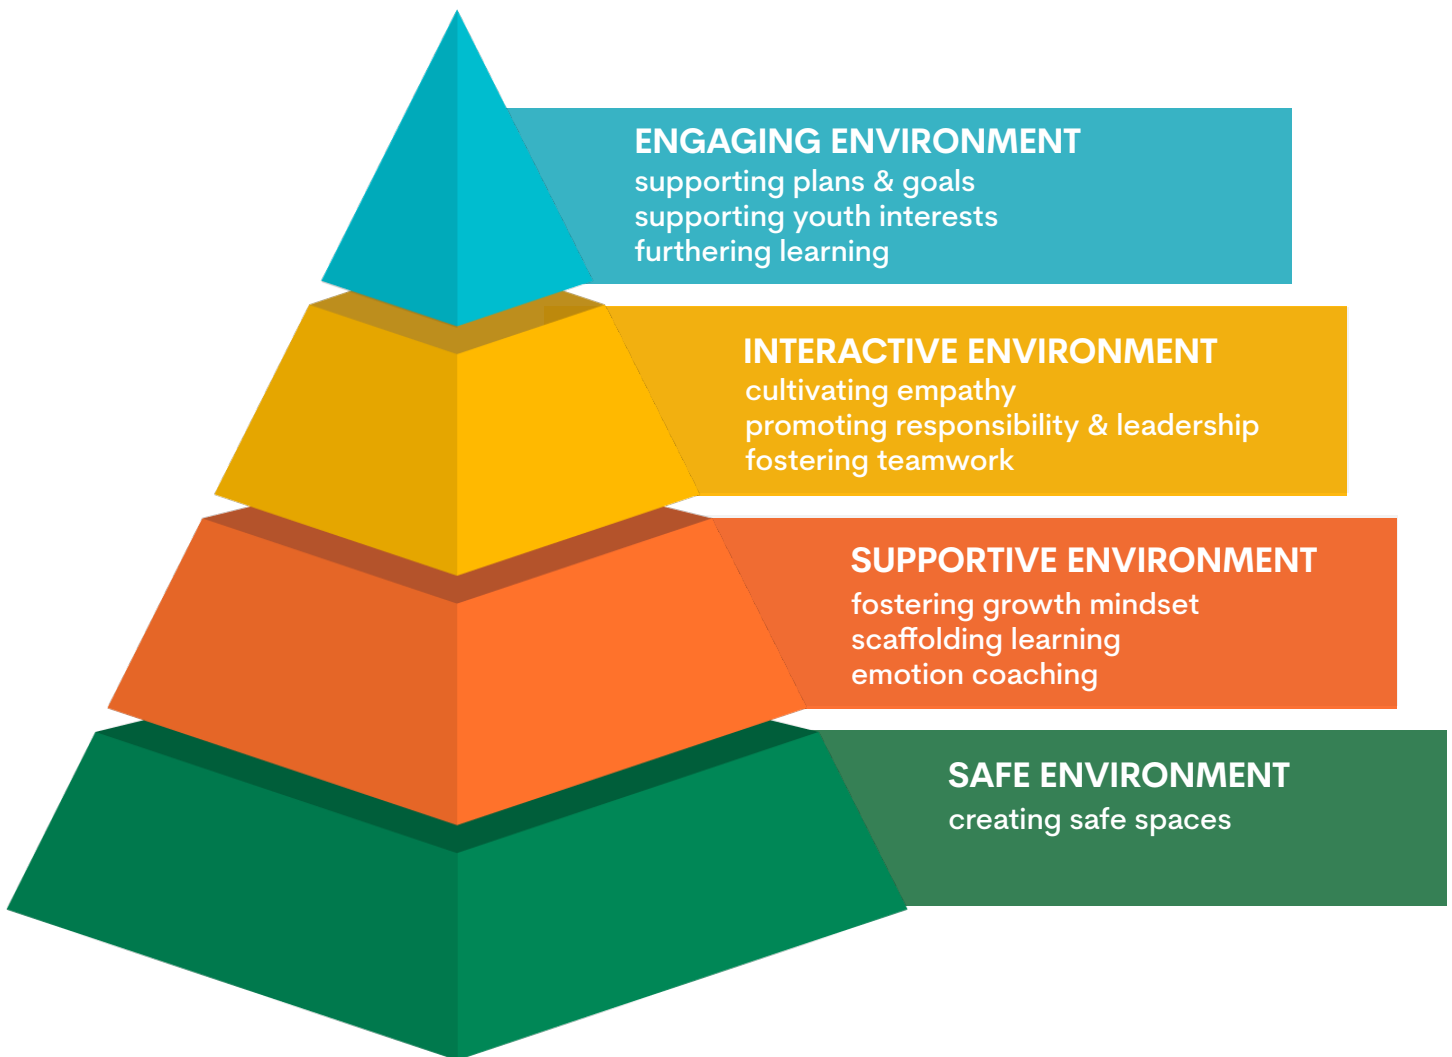 ENGAGING ENVIRONMENT
supporting plans & goals
supporting youth interests
furthering learning
INTERACTIVE ENVIRONMENT
cultivating empathy
promoting responsibility & leadership
fostering teamwork
SUPPORTIVE ENVIRONMENT
fostering growth mindset
scaffolding learning
emotion coaching
SAFE ENVIRONMENT
creating safe spaces